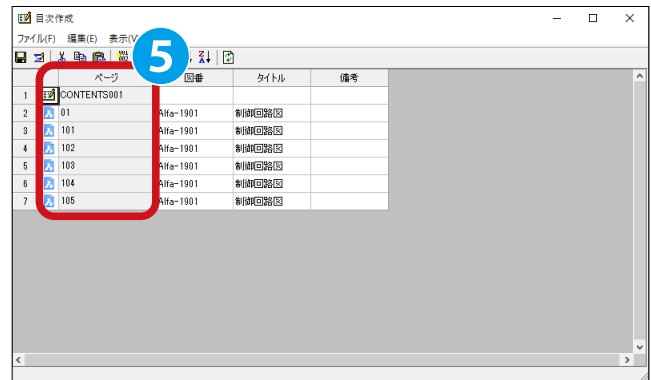 目次作成
ファイル(F) 編集(E) 表示(V
5
ページ 図番 タイトル 備考
1 CONTENTS001
2 01 Alfa-1901 制御回路図
3 101 Alfa-1901 制御回路図
4 102 Alfa-1901 制御回路図
5 103 Alfa-1901 制御回路図
6 104 Alfa-1901 制御回路図
7 105 Alfa-1901 制御回路図